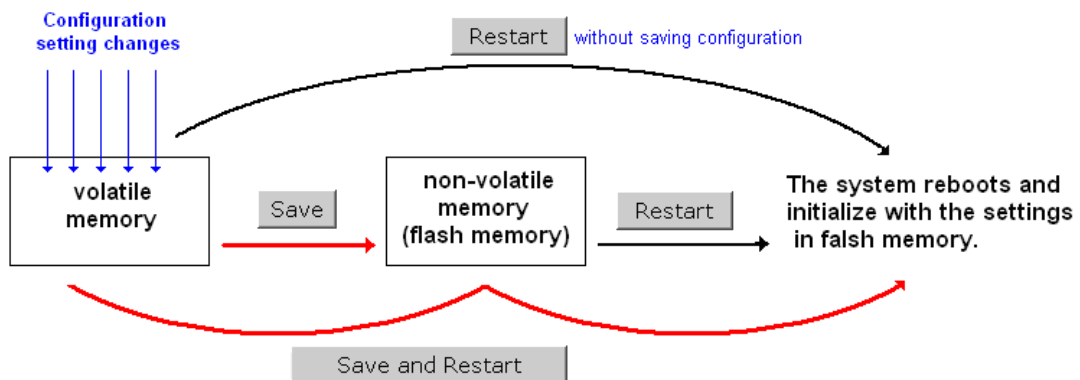 Configuration
setting changes
Restart
without saving configuration
volatile
memory
Save
non-volatile
memory
(flash memory)
Restart
The system reboots and
initialize with the settings
in falsh memory.
Save and Restart